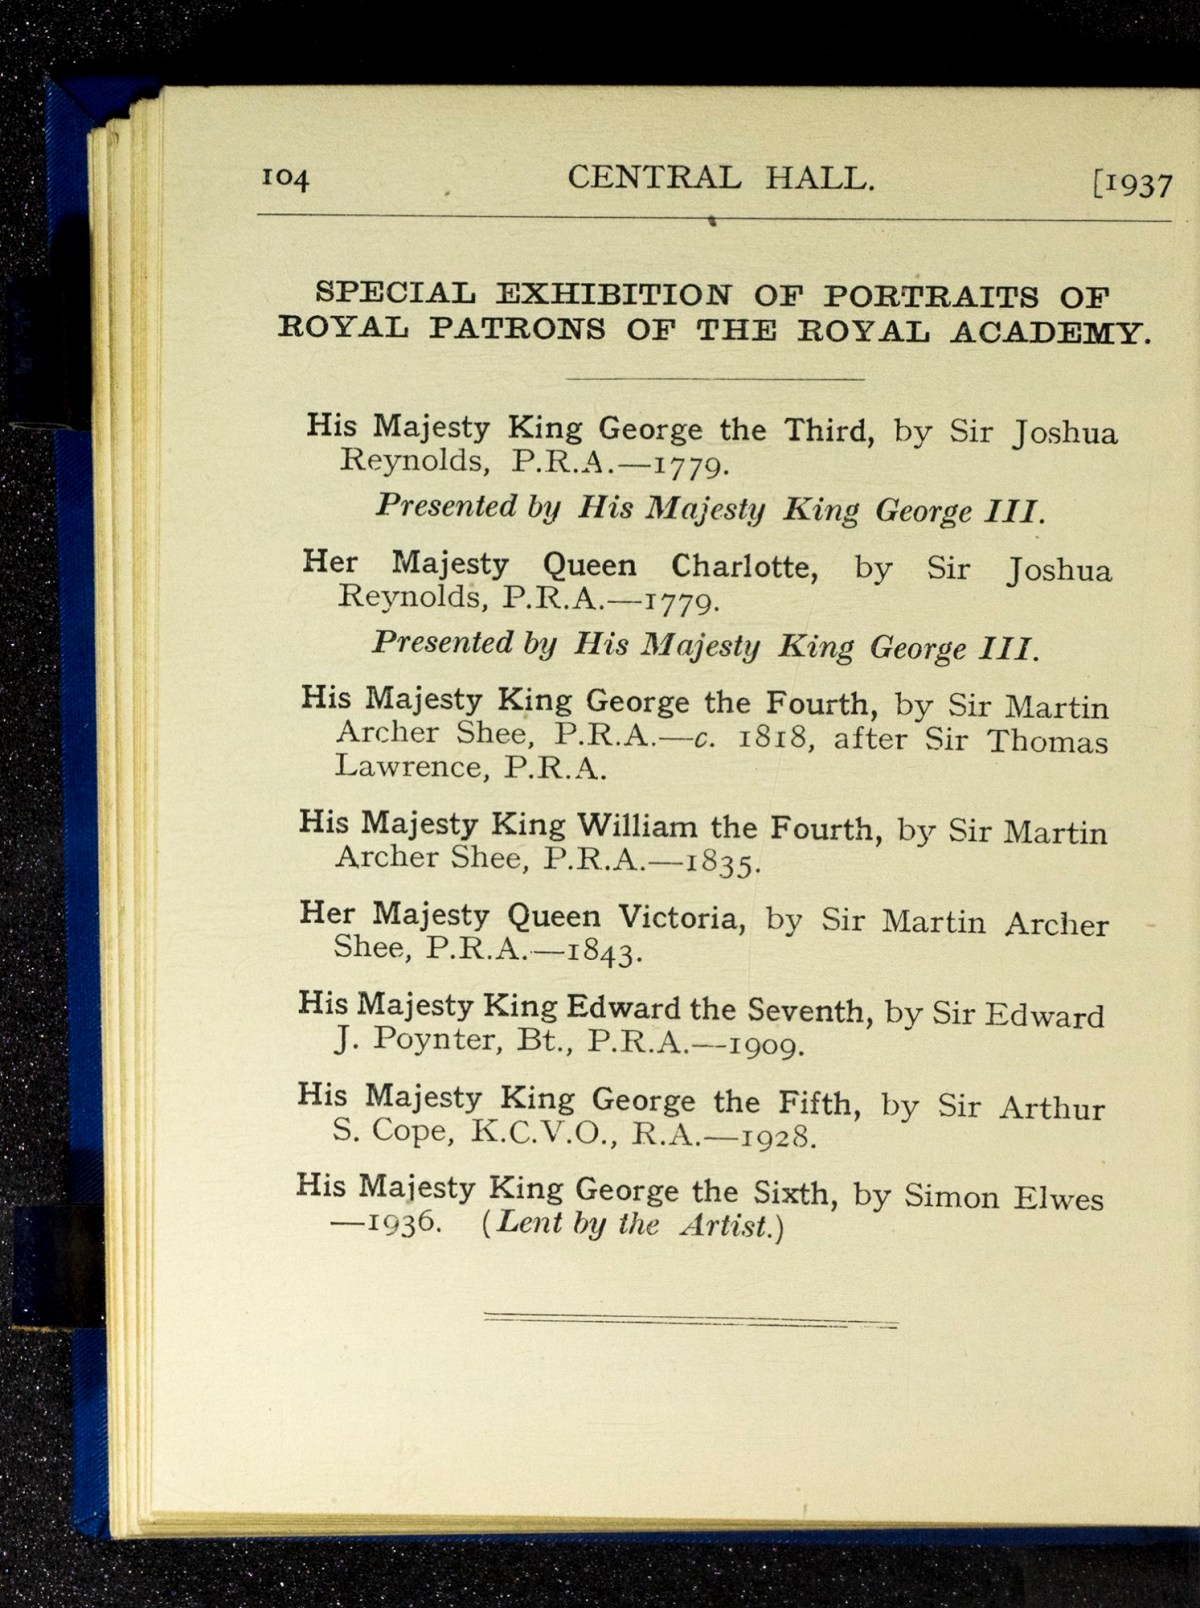 104 CENTRAL HALL. [1937
SPECIAL EXHIBITION OF PORTRAITS OF
ROYAL PATRONS OF THE ROYAL ACADEMY.
His Majesty King George the Third, by Sir Joshua
Reynolds, P.R.A.—1779.
Presented by His Majesty King George III.
Her Majesty Queen Charlotte, by Sir Joshua
Reynolds, P.R.A.—1779.
Presented by His Majesty King George III.
His Majesty King George the Fourth, by Sir Martin
Archer Shee, P.R.A.—c. 1818, after Sir Thomas
Lawrence, P.R.A.
His Majesty King William the Fourth, by Sir Martin
Archer Shee, P.R.A.—1835.
Her Majesty Queen Victoria, by Sir Martin Archer
Shee, P.R.A.—1843.
His Majesty King Edward the Seventh, by Sir Edward
J. Poynter, Bt., P.R.A.—1909.
His Majesty King George the Fifth, by Sir Arthur
S. Cope, K.C.V.O., R.A.—1928.
His Majesty King George the Sixth, by Simon Elwes
—1936. (Lent by the Artist.)